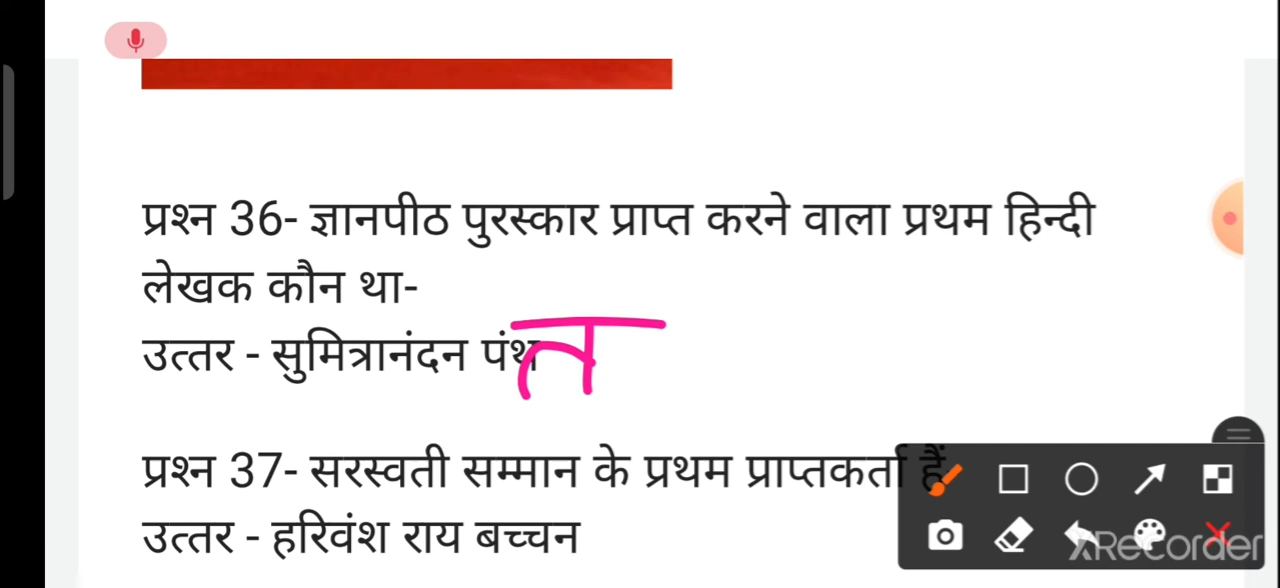 प्रश्न 36- ज्ञानपीठ पुरस्कार प्राप्त करने वाला प्रथम हिन्दी
लेखक कौन था-
उत्तर - सुमित्रानंदन पंथ
त
प्रश्न 37- सरस्वती सम्मान के प्रथम प्राप्तकर्ता हैं
उत्तर - हरिवंश राय बच्चन
XRecorder